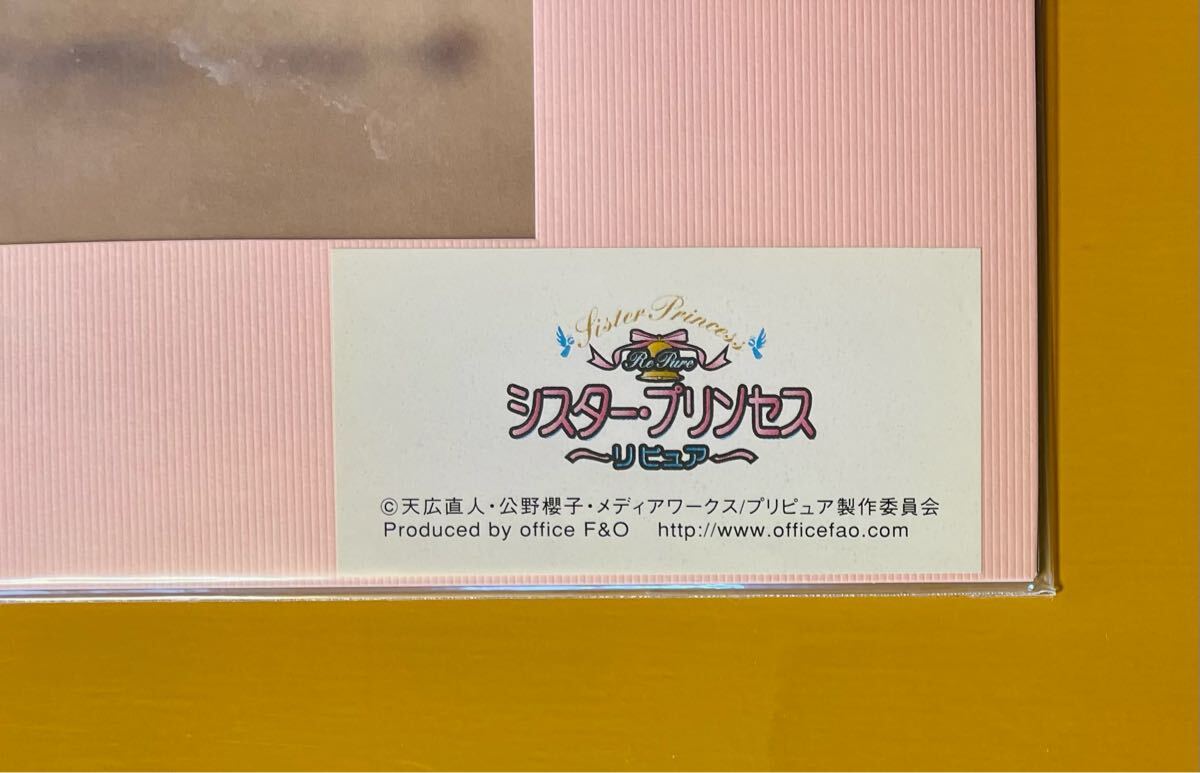 Sister Princess
Re Pure
シスター・プリンセス
～リピュア～
©天広直人・公野櫻子・メディアワークス/プリピュア製作委員会
Produced by office F&O http://www.officefao.com